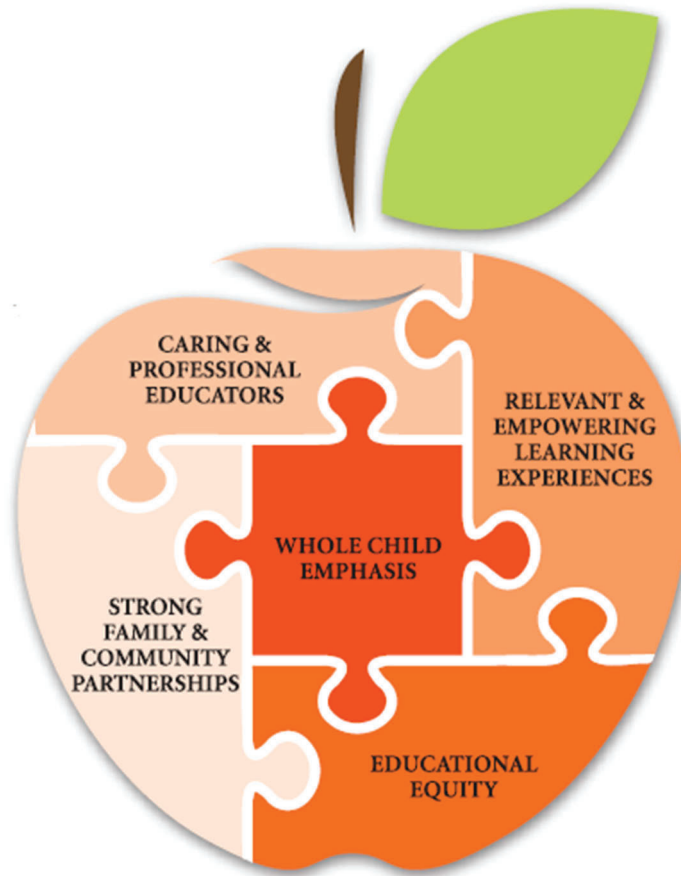 CARING &
PROFESSIONAL
EDUCATORS
RELEVANT &
EMPOWERING
LEARNING
EXPERIENCES
WHOLE CHILD
EMPHASIS
STRONG
FAMILY &
COMMUNITY
PARTNERSHIPS
EDUCATIONAL
EQUITY